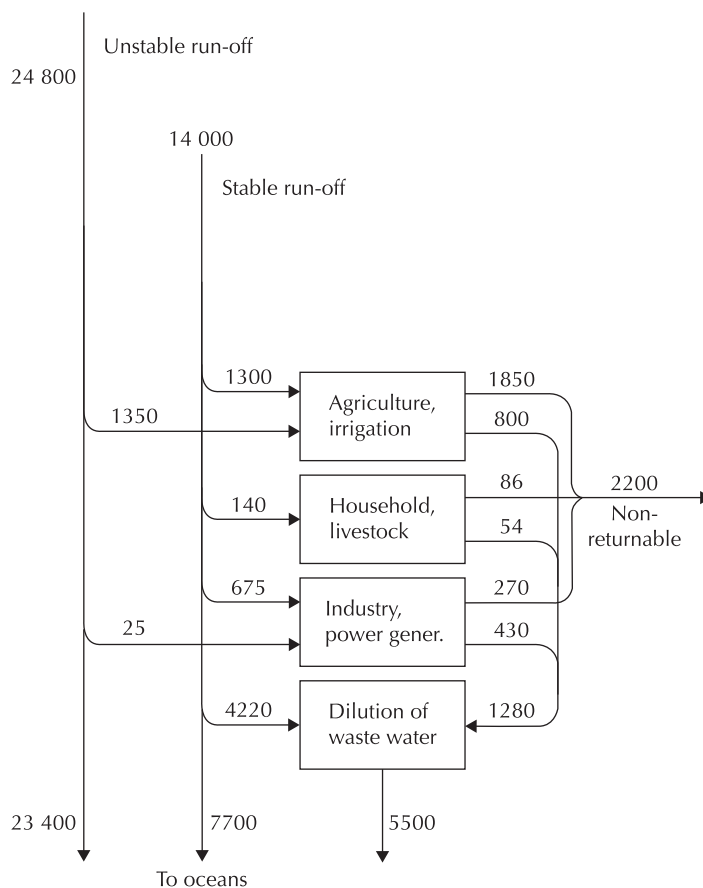 Unstable run-off
24 800
14 000
Stable run-off
1300
1850
Agriculture,
irrigation
1350
800
140
Household,
livestock
86
2200
Non-
returnable
54
675
Industry,
power gener.
270
25
430
4220
Dilution of
waste water
1280
23 400
7700
5500
To oceans